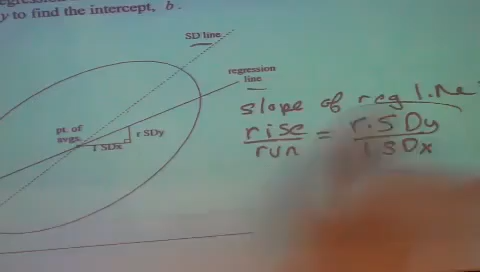 y to find the intercept, b.
SD line
regression
line
pt. of
avgs.
r SDy
1 SDx
slope of reg line
rise = r.SDy
run 1 SDx